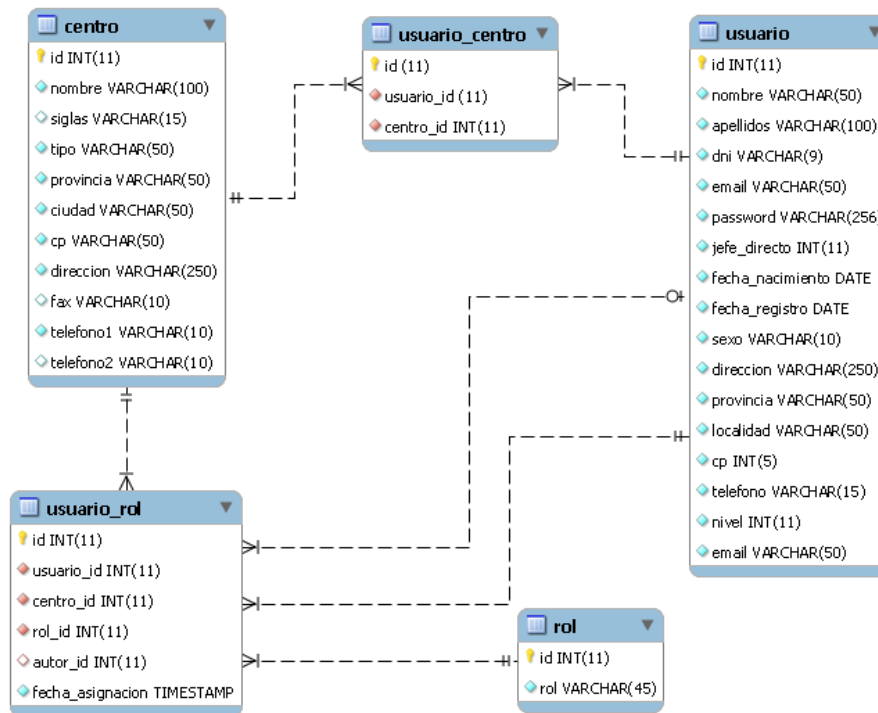 centro
id INT(11)
nombre VARCHAR(100)
siglas VARCHAR(15)
tipo VARCHAR(50)
provincia VARCHAR(50)
ciudad VARCHAR(50)
cp VARCHAR(50)
direccion VARCHAR(250)
fax VARCHAR(10)
telefono1 VARCHAR(10)
telefono2 VARCHAR(10)
usuario_centro
id (11)
usuario_id (11)
centro_id INT(11)
usuario
id INT(11)
nombre VARCHAR(50)
apellidos VARCHAR(100)
dni VARCHAR(9)
email VARCHAR(50)
password VARCHAR(256)
jefe_directo INT(11)
fecha_nacimiento DATE
fecha_registro DATE
sexo VARCHAR(10)
direccion VARCHAR(250)
provincia VARCHAR(50)
localidad VARCHAR(50)
cp INT(5)
telefono VARCHAR(15)
nivel INT(11)
email VARCHAR(50)
usuario_rol
id INT(11)
usuario_id INT(11)
centro_id INT(11)
rol_id INT(11)
autor_id INT(11)
fecha_asignacion TIMESTAMP
rol
id INT(11)
rol VARCHAR(45)